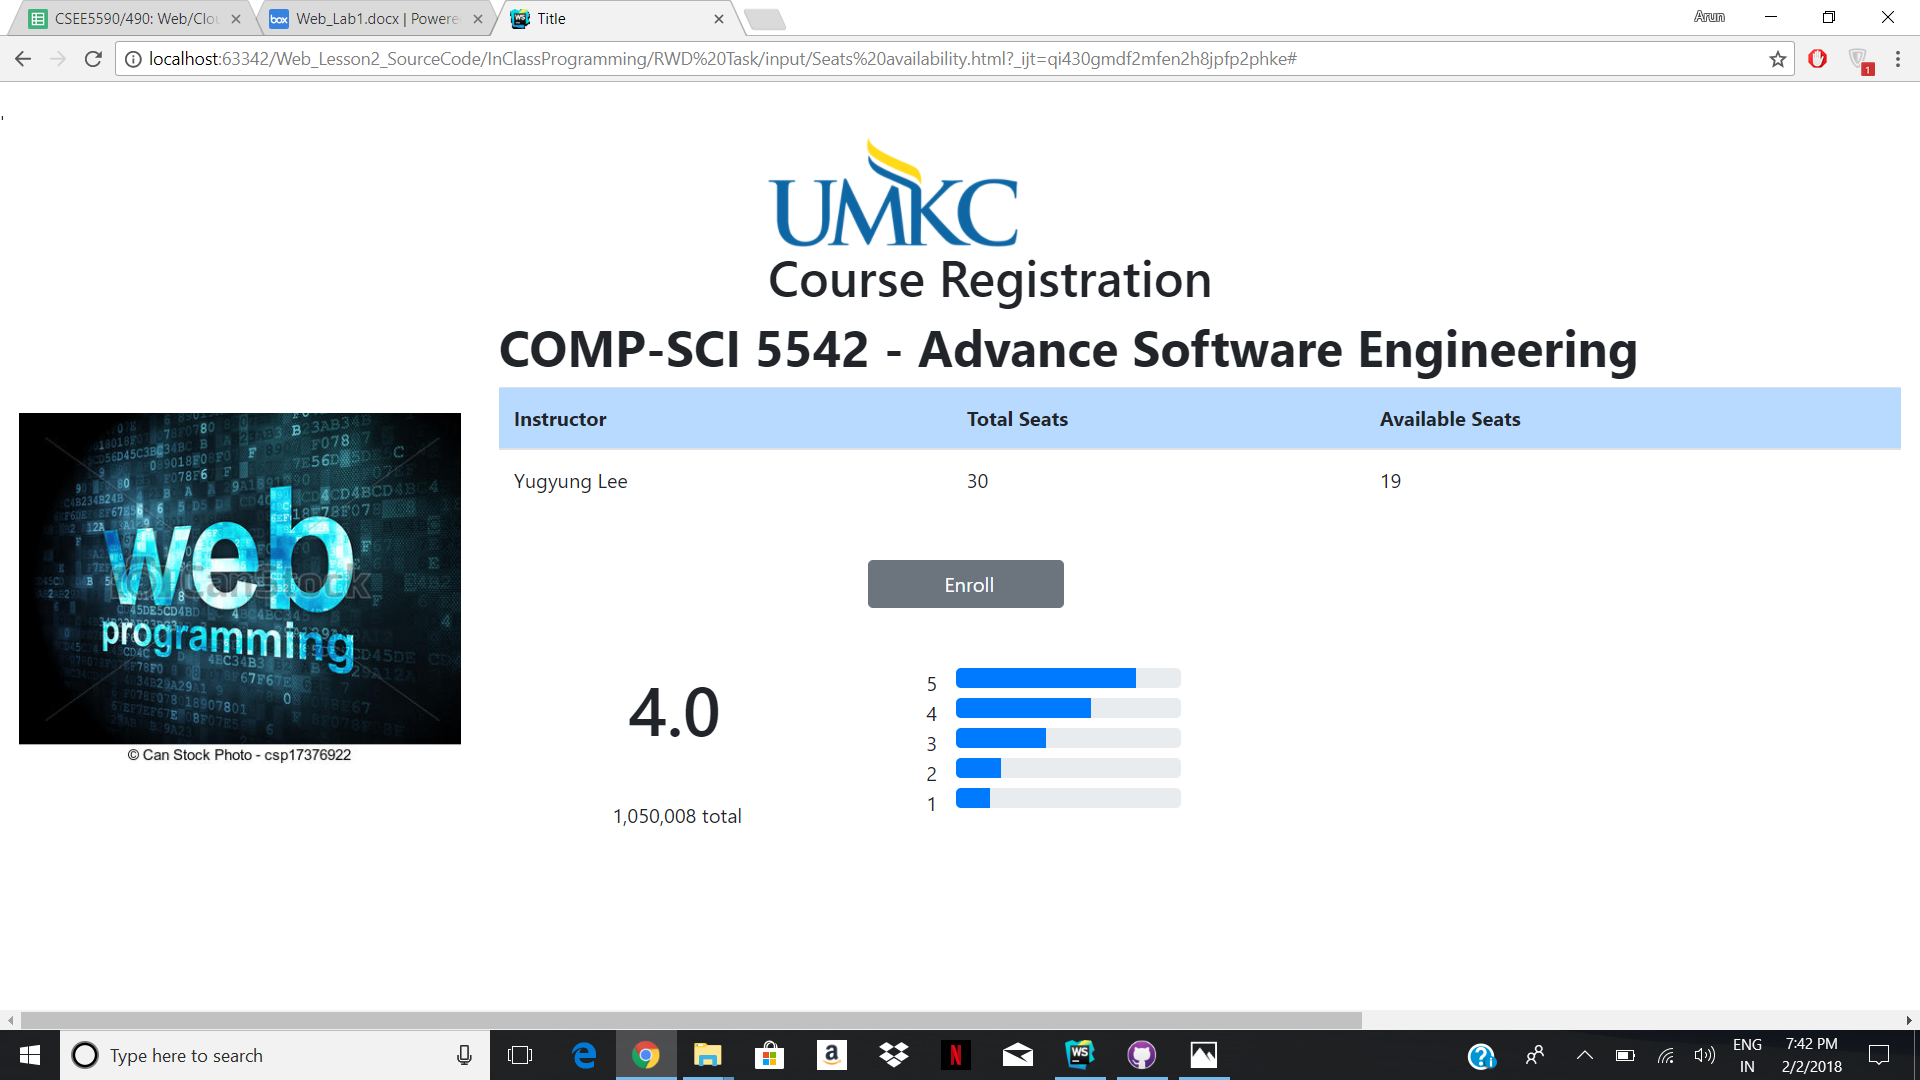 CSEE5590/490: Web/Clou
Web_Lab1.docx | Powere
Title
Arun
localhost:63342/Web_Lesson2_SourceCode/InClassProgramming/RWD%20Task/input/Seats%20availability.html?_ijt=qi430gmdf2mfen2h8jpfp2phke#
1
'
UMKC
Course Registration
COMP-SCI 5542 - Advance Software Engineering
Instructor Total Seats Available Seats
Yugyung Lee 30 19
web
programming
© Can Stock Photo - csp17376922
Enroll
4.0
1,050,008 total
5
4
3
2
1
Type here to search
ENG
IN
7:42 PM
2/2/2018